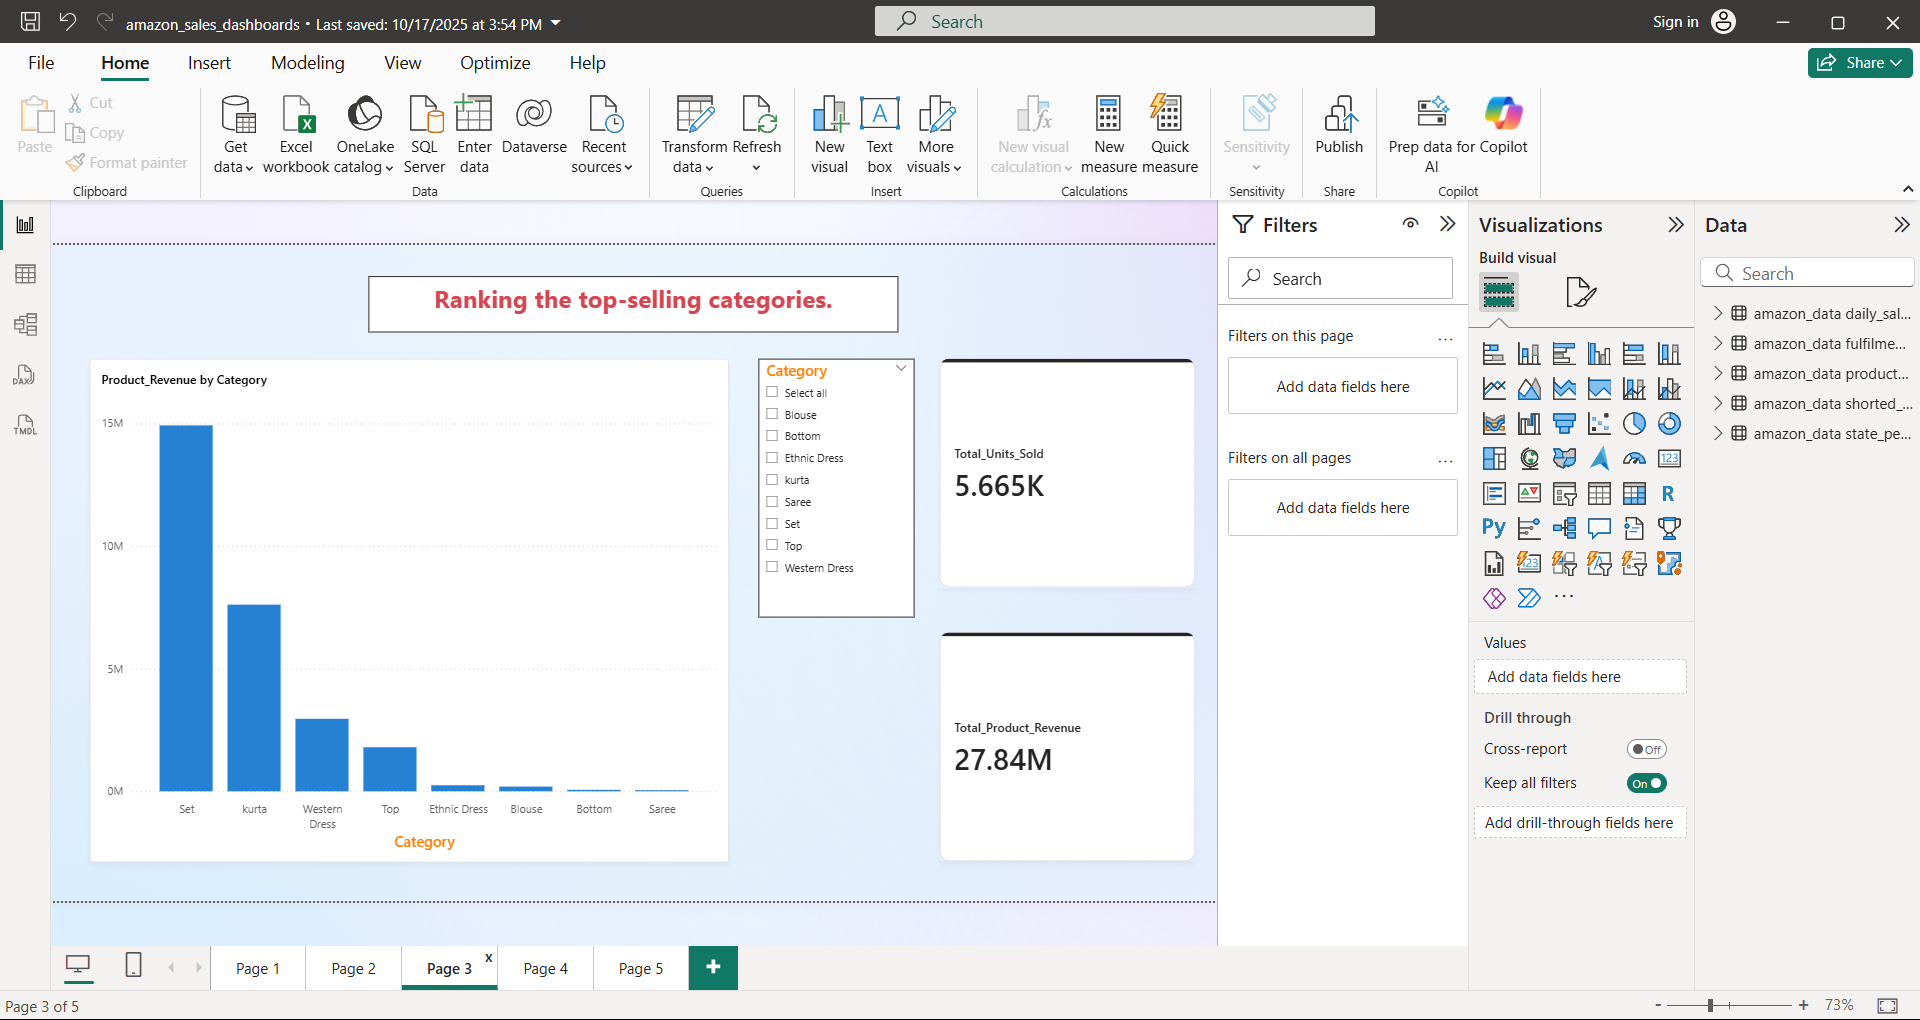 amazon_sales_dashboards • Last saved: 10/17/2025 at 3:54 PM
Search
Sign in
File
Home
Insert
Modeling
View
Optimize
Help
Share
Paste
Cut
Copy
Format painter
Clipboard
Get data
Excel workbook
OneLake catalog
SQL Server
Enter data
Dataverse
Recent sources
Data
Transform data
Refresh
Queries
New visual
Text box
More visuals
Insert
New visual calculation
New measure
Quick measure
Calculations
Sensitivity
Sensitivity
Publish
Share
Prep data for AI
Copilot
Copilot
DAX
TMDL
Ranking the top-selling categories.
Product_Revenue by Category
15M
10M
5M
0M
Set
kurta
Western Dress
Top
Ethnic Dress
Blouse
Bottom
Saree
Category
Category
Select all
Blouse
Bottom
Ethnic Dress
kurta
Saree
Set
Top
Western Dress
Total_Units_Sold
5.665K
Total_Product_Revenue
27.84M
Filters
Search
Filters on this page
...
Add data fields here
Filters on all pages
...
Add data fields here
Visualizations
Build visual
123
R
Py
123
...
Values
Add data fields here
Drill through
Cross-report
Off
Keep all filters
On
Add drill-through fields here
Data
Search
amazon_data daily_sal...
amazon_data fulfilme...
amazon_data product...
amazon_data shorted_...
amazon_data state_pe...
Page 1
Page 2
Page 3
x
Page 4
Page 5
+
Page 3 of 5
-
+
73%